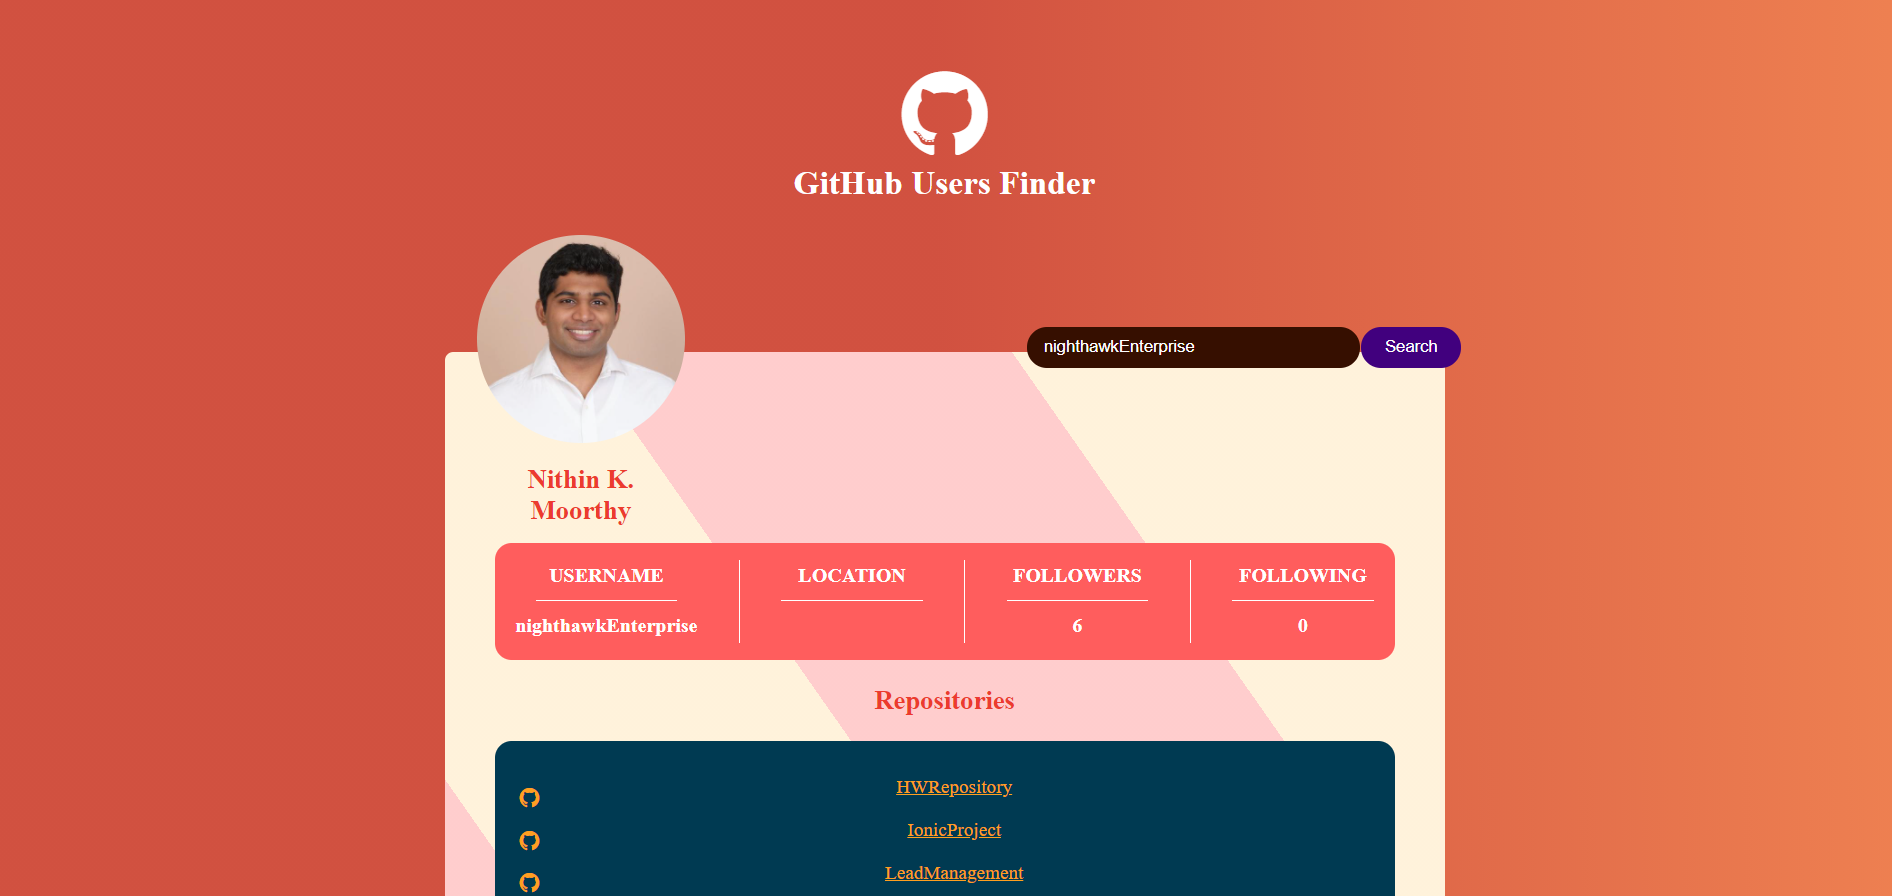 GitHub Users Finder
nighthawkEnterprise
Search
Nithin K.
Moorthy
USERNAME
nighthawkEnterprise
LOCATION
FOLLOWERS
6
FOLLOWING
0
Repositories
HWRepository
IonicProject
LeadManagement